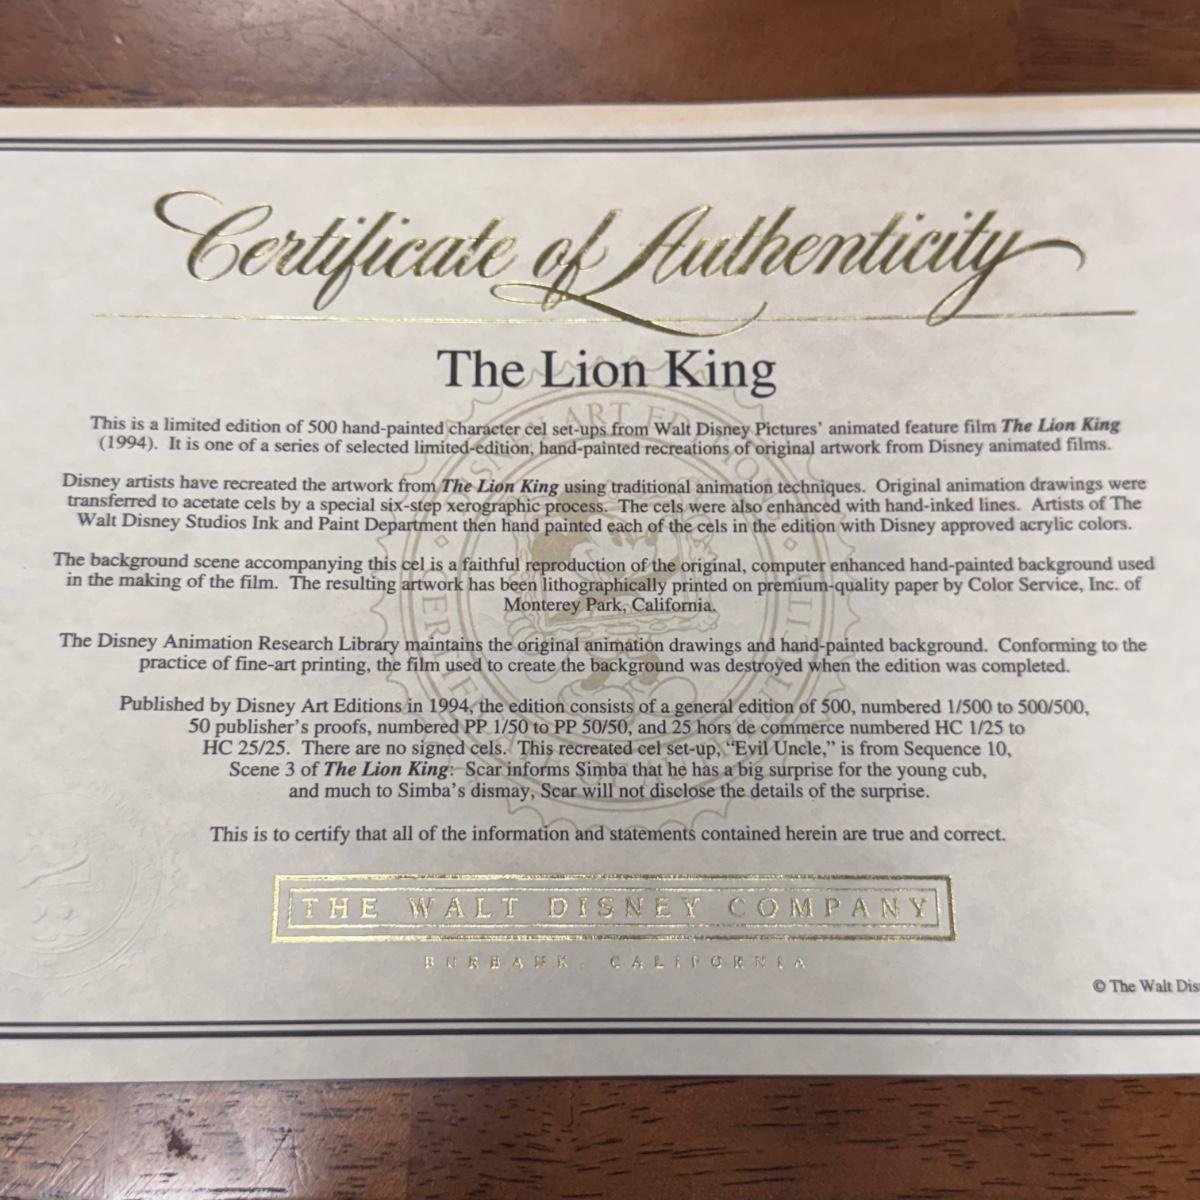 Certificate of Authenticity
The Lion King
This is a limited edition of 500 hand-painted character cel set-ups from Walt Disney Pictures' animated feature film The Lion King
(1994). It is one of a series of selected limited-edition, hand-painted recreations of original artwork from Disney animated films.
Disney artists have recreated the artwork from The Lion King using traditional animation techniques. Original animation drawings were
transferred to acetate cels by a special six-step xerographic process. The cels were also enhanced with hand-inked lines. Artists of The
Walt Disney Studios Ink and Paint Department then hand painted each of the cels in the edition with Disney approved acrylic colors.
The background scene accompanying this cel is a faithful reproduction of the original, computer enhanced hand-painted background used
in the making of the film. The resulting artwork has been lithographically printed on premium-quality paper by Color Service, Inc. of
Monterey Park, California.
The Disney Animation Research Library maintains the original animation drawings and hand-painted background. Conforming to the
practice of fine-art printing, the film used to create the background was destroyed when the edition was completed.
Published by Disney Art Editions in 1994, the edition consists of a general edition of 500, numbered 1/500 to 500/500,
50 publisher's proofs, numbered PP 1/50 to PP 50/50, and 25 hors de commerce numbered HC 1/25 to
HC 25/25. There are no signed cels. This recreated cel set-up, "Evil Uncle," is from Sequence 10,
Scene 3 of The Lion King: Scar informs Simba that he has a big surprise for the young cub,
and much to Simba's dismay, Scar will not disclose the details of the surprise.
This is to certify that all of the information and statements contained herein are true and correct.
THE WALT DISNEY COMPANY
BURBANK, CALIFORNIA
© The Walt Dis